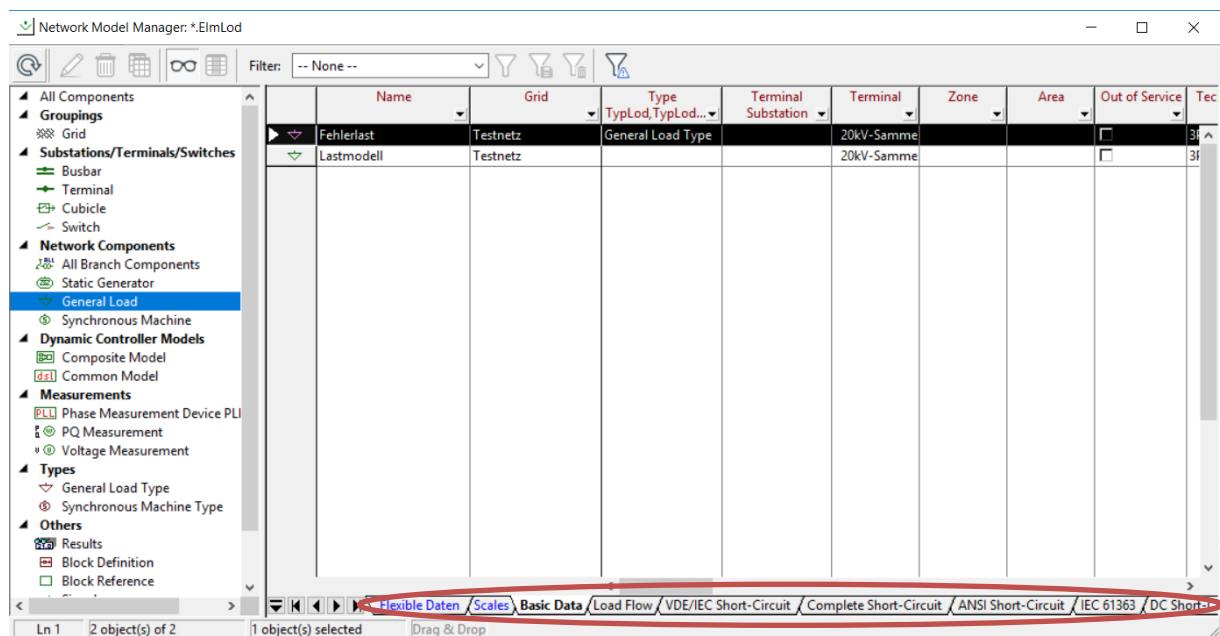 Network Model Manager: *.ElmLod
Filter: -- None --
All Components
Groupings
Grid
Substations/Terminals/Switches
Busbar
Terminal
Cubicle
Switch
Network Components
All Branch Components
Static Generator
General Load
Synchronous Machine
Dynamic Controller Models
Composite Model
dsl Common Model
Measurements
PLL Phase Measurement Device PLL
PQ Measurement
Voltage Measurement
Types
General Load Type
Synchronous Machine Type
Others
Results
Block Definition
Block Reference
Name Grid Type Terminal Terminal Zone Area Out of Service Tec
TypLod,TypLod... Substation
Fehlerlast Testnetz General Load Type 20kV-Samme
Lastmodell Testnetz 20kV-Samme
Flexible Daten Scales Basic Data Load Flow VDE/IEC Short-Circuit Complete Short-Circuit ANSI Short-Circuit IEC 61363 DC Short-
Ln 1 2 object(s) of 2 1 object(s) selected Drag & Drop